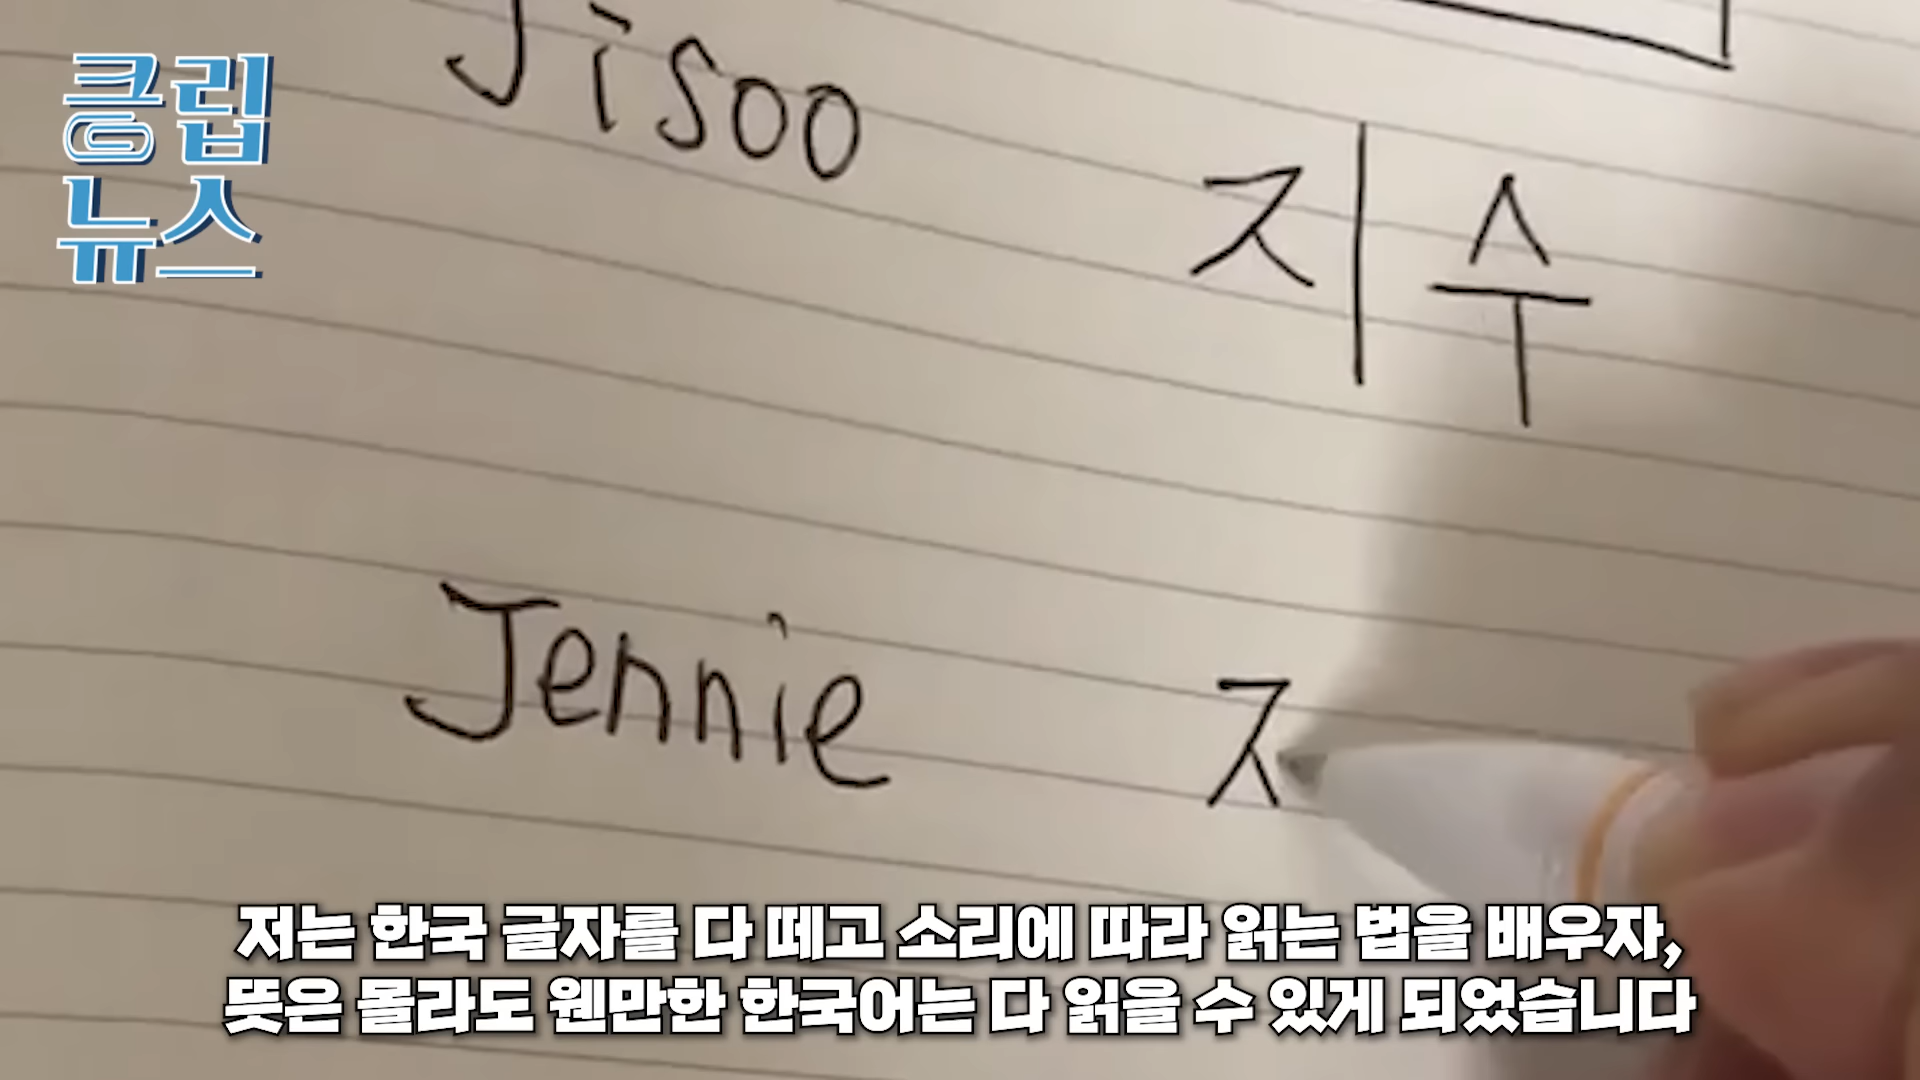 클립
뉴스
Jisoo 지수
Jennie ㅈ
저는 한국 글자를 다 떼고 소리에 따라 읽는 법을 배우자,
뜻은 몰라도 웬만한 한국어는 다 읽을 수 있게 되었습니다